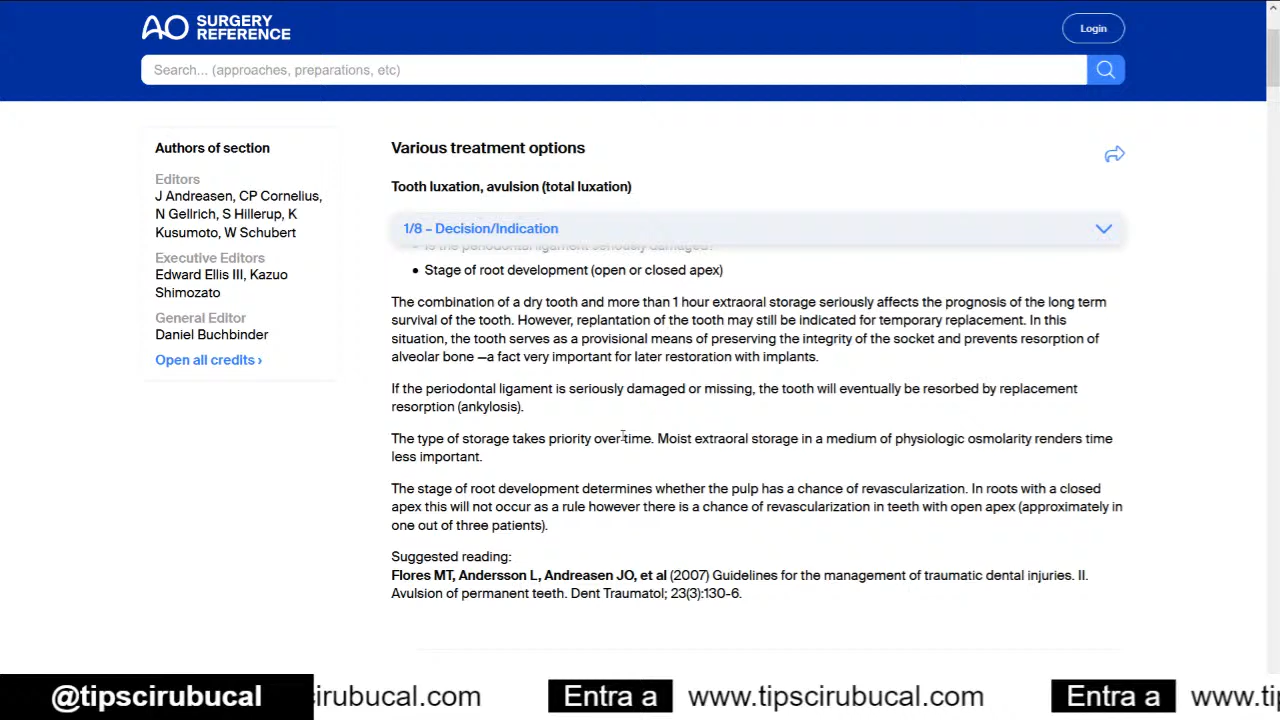 AO SURGERY
REFERENCE
Login
Search... (approaches, preparations, etc)
Authors of section
Editors
J Andreasen, CP Cornelius,
N Gellrich, S Hillerup, K
Kusumoto, W Schubert
Executive Editors
Edward Ellis III, Kazuo
Shimozato
General Editor
Daniel Buchbinder
Open all credits ›
Various treatment options
Tooth luxation, avulsion (total luxation)
1/8 – Decision/Indication
• Is the periodontal ligament seriously damaged?
• Stage of root development (open or closed apex)
The combination of a dry tooth and more than 1 hour extraoral storage seriously affects the prognosis of the long term
survival of the tooth. However, replantation of the tooth may still be indicated for temporary replacement. In this
situation, the tooth serves as a provisional means of preserving the integrity of the socket and prevents resorption of
alveolar bone —a fact very important for later restoration with implants.
If the periodontal ligament is seriously damaged or missing, the tooth will eventually be resorbed by replacement
resorption (ankylosis).
The type of storage takes priority over time. Moist extraoral storage in a medium of physiologic osmolarity renders time
less important.
The stage of root development determines whether the pulp has a chance of revascularization. In roots with a closed
apex this will not occur as a rule however there is a chance of revascularization in teeth with open apex (approximately in
one out of three patients).
Suggested reading:
Flores MT, Andersson L, Andreasen JO, et al (2007) Guidelines for the management of traumatic dental injuries. II.
Avulsion of permanent teeth. Dent Traumatol; 23(3):130-6.
@tipscirubucal irubucal.com Entra a www.tipscirubucal.com Entra a www.ti